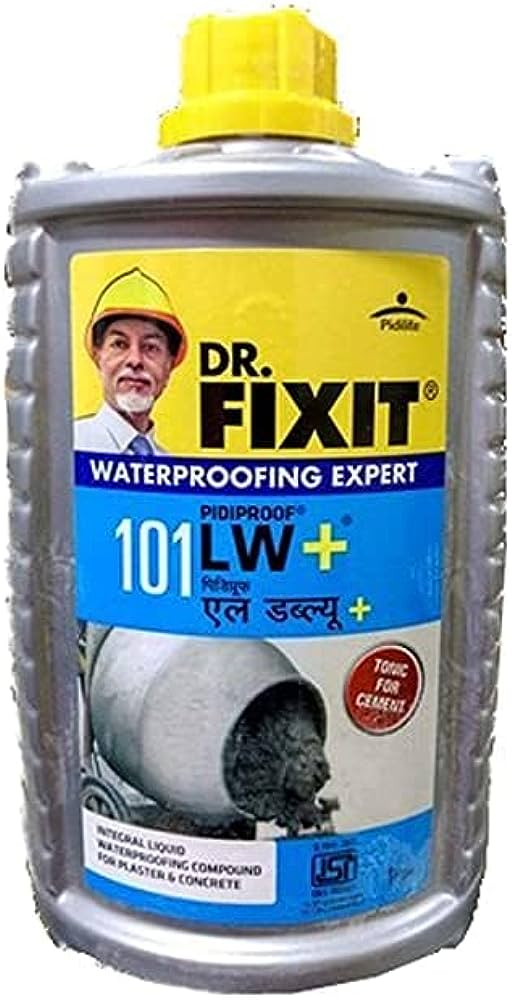 Pidilite
DR.
FIXIT®
WATERPROOFING EXPERT
PIDIPROOF®
101 LW+®
पिडिप्रूफ
एल डब्ल्यू +
TONIC
FOR
CEMENT
INTEGRAL LIQUID
WATERPROOFING COMPOUND
FOR PLASTER & CONCRETE